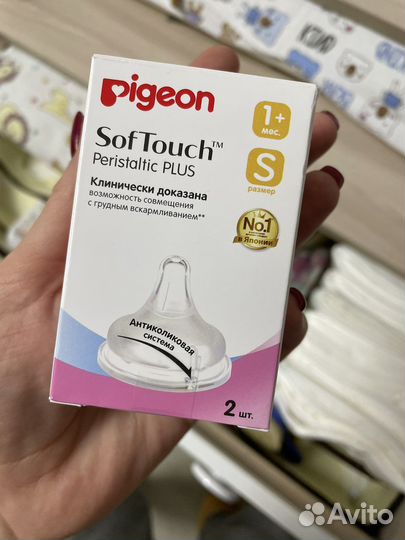 pigeon
SofTouch™
Peristaltic PLUS
Клинически доказана
возможность совмещения
с грудным вскармливанием**
1+
мес.
S
размер
No.1
в Японии
Антиколиковая
система
2 шт.
Avito